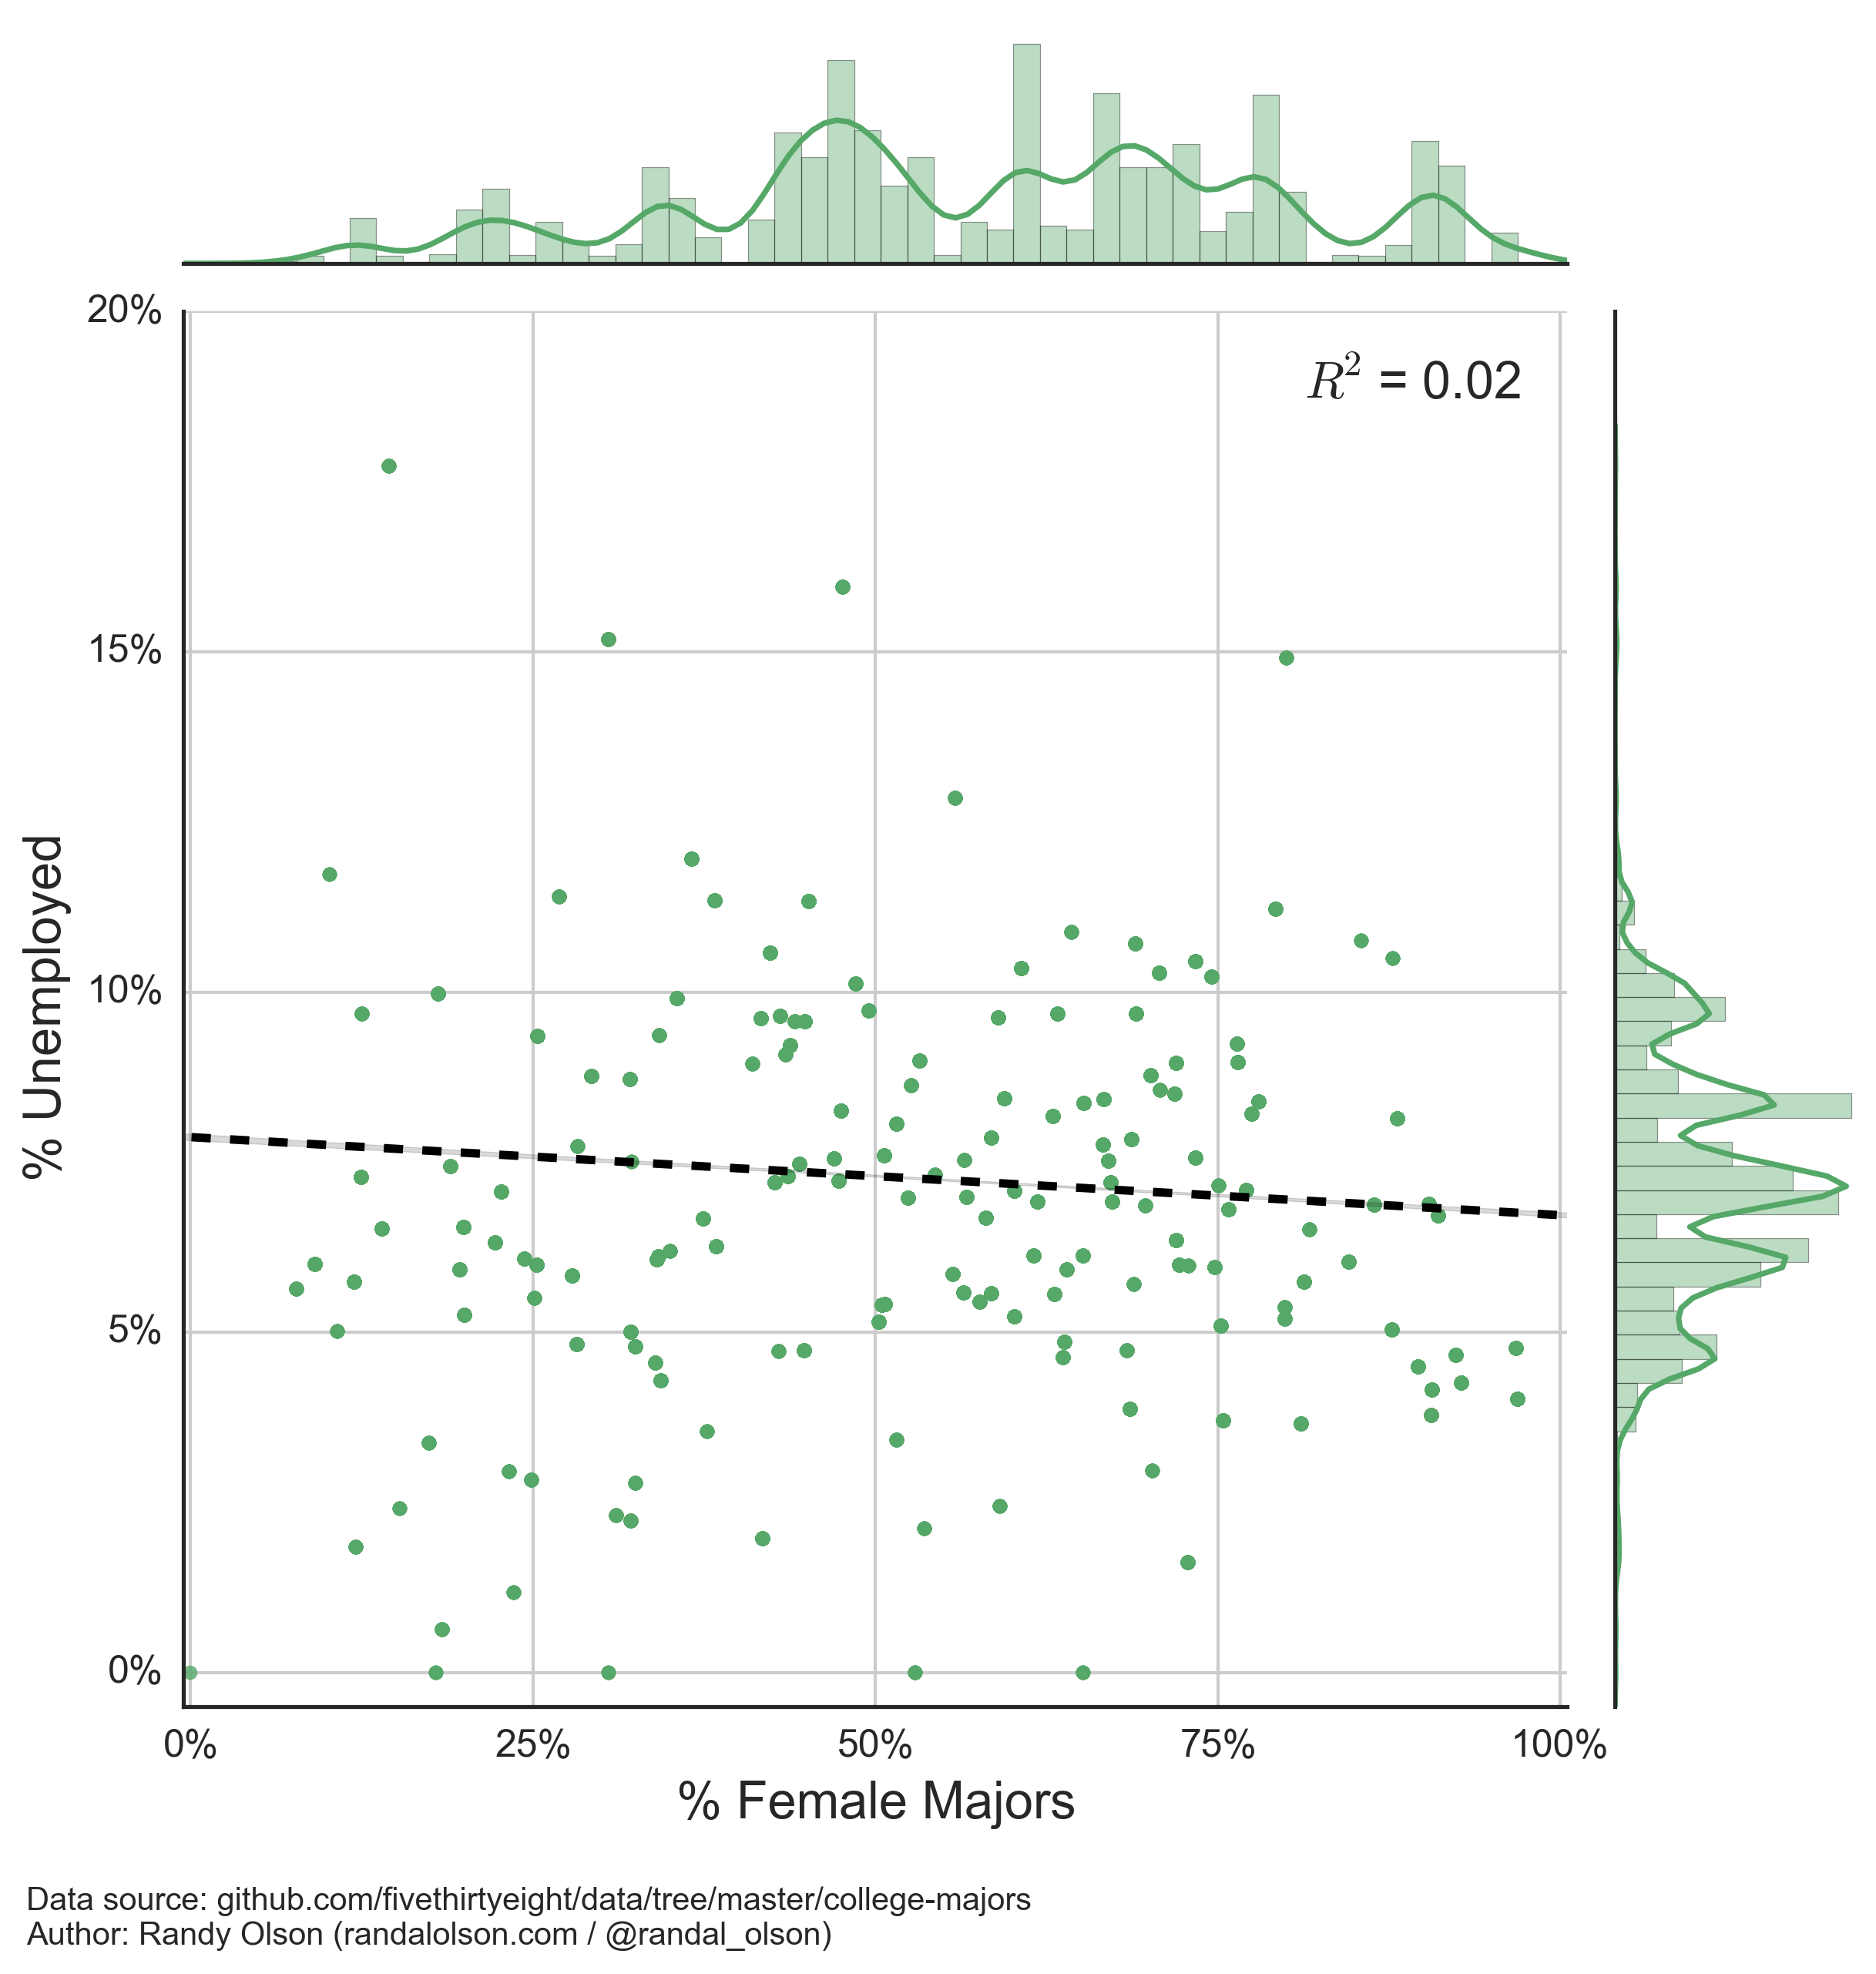 20%
R² = 0.02
15%
10%
5%
0%
% Unemployed
0% 25% 50% 75% 100%
% Female Majors
Data source: github.com/fivethirtyeight/data/tree/master/college-majors
Author: Randy Olson (randalolson.com / @randal_olson)